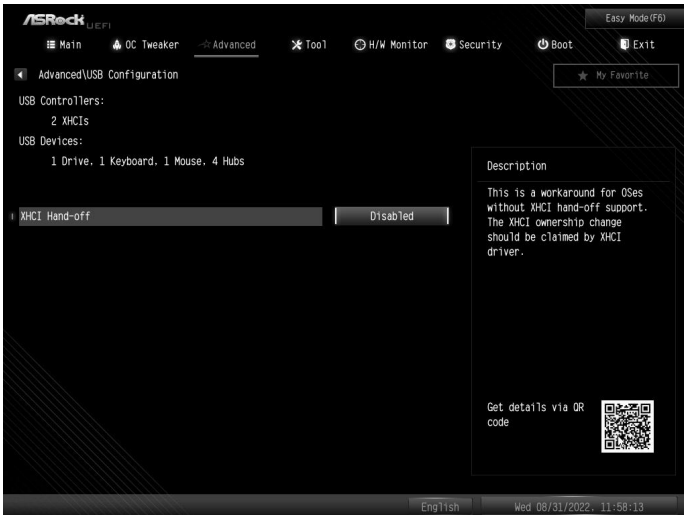 ASRock UEFI
Easy Mode(F6)
Main OC Tweaker Advanced Tool H/W Monitor Security Boot Exit
Advanced\USB Configuration
My Favorite
USB Controllers:
2 XHCIs
USB Devices:
1 Drive, 1 Keyboard, 1 Mouse, 4 Hubs
XHCI Hand-off Disabled
Description
This is a workaround for OSes
without XHCI hand-off support.
The XHCI ownership change
should be claimed by XHCI
driver.
Get details via QR
code
English
Wed 08/31/2022, 11:58:13